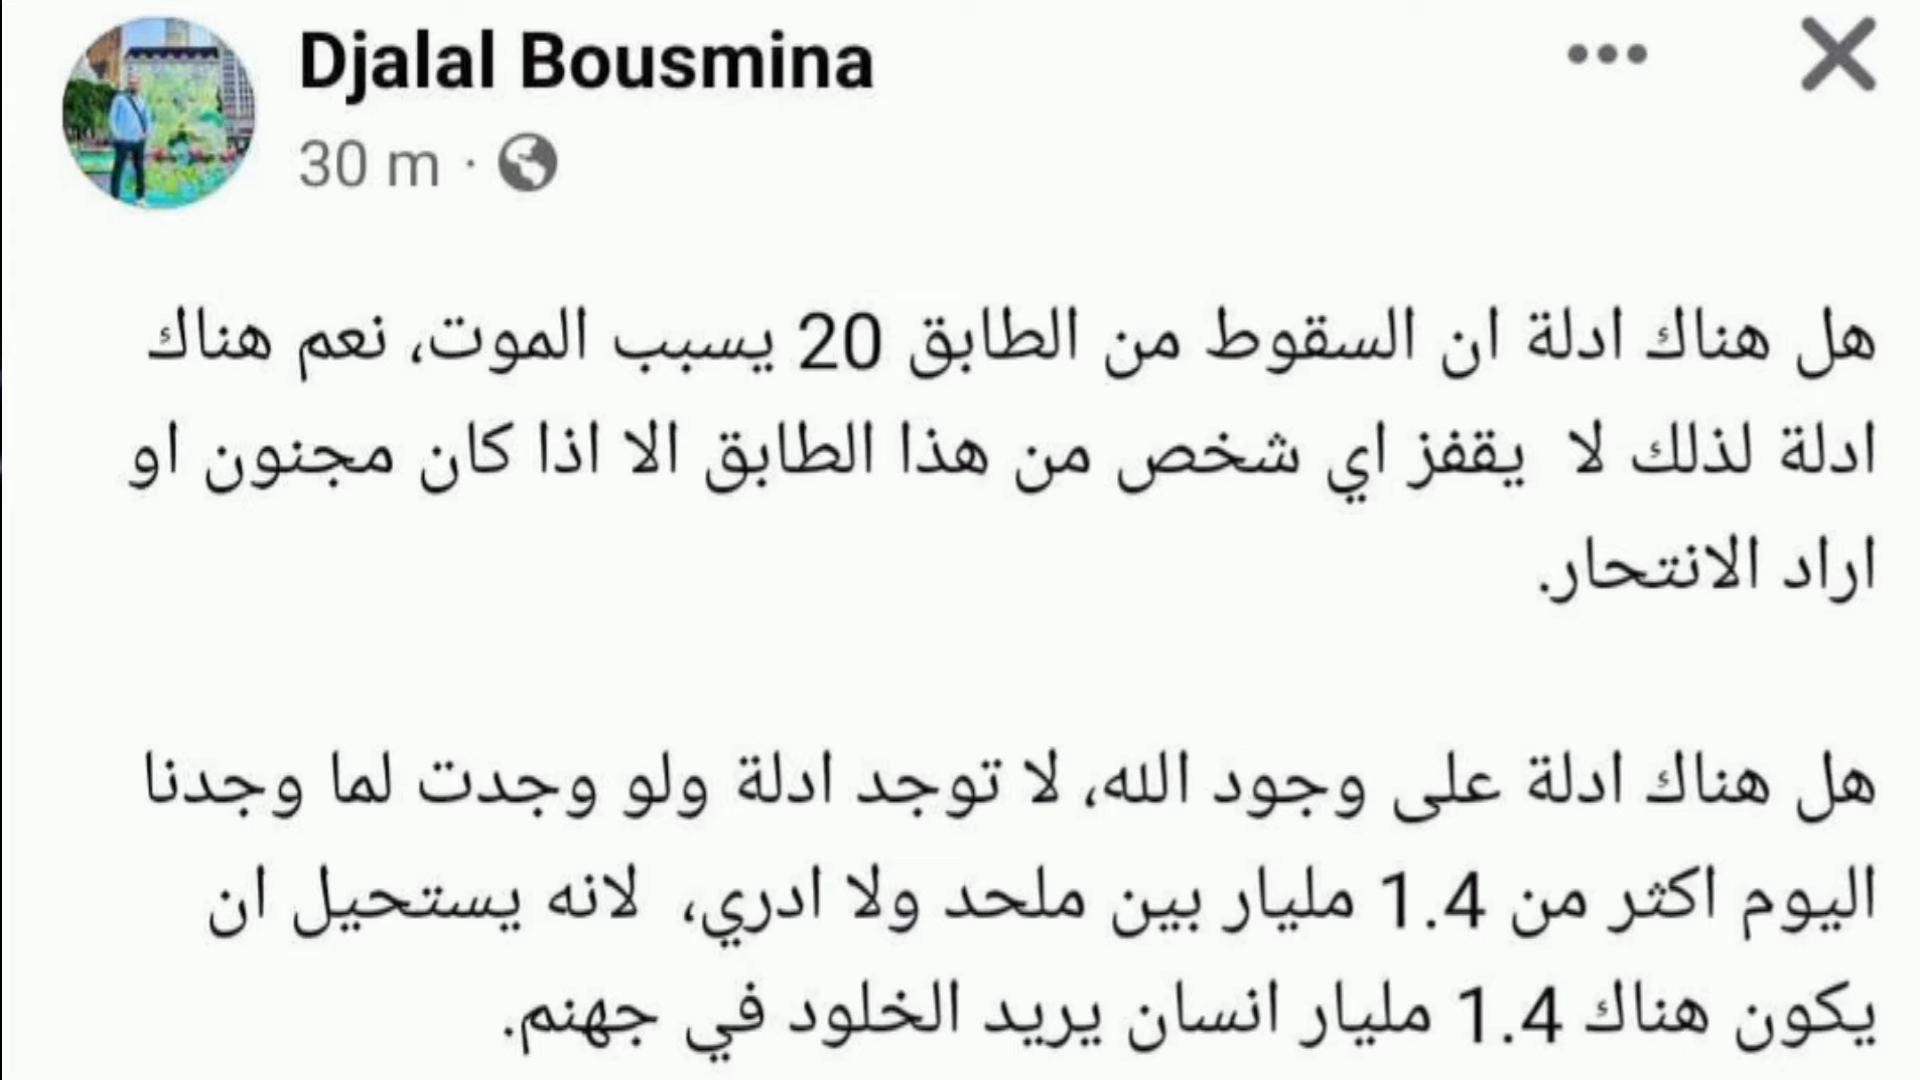 Djalal Bousmina
30 m ·
هل هناك ادلة ان السقوط من الطابق 20 يسبب الموت، نعم هناك
ادلة لذلك لا يقفز اي شخص من هذا الطابق الا اذا كان مجنون او
اراد الانتحار.
هل هناك ادلة على وجود الله، لا توجد ادلة ولو وجدت لما وجدنا
اليوم اكثر من 1.4 مليار بين ملحد ولا ادري، لانه يستحيل ان
يكون هناك 1.4 مليار انسان يريد الخلود في جهنم.